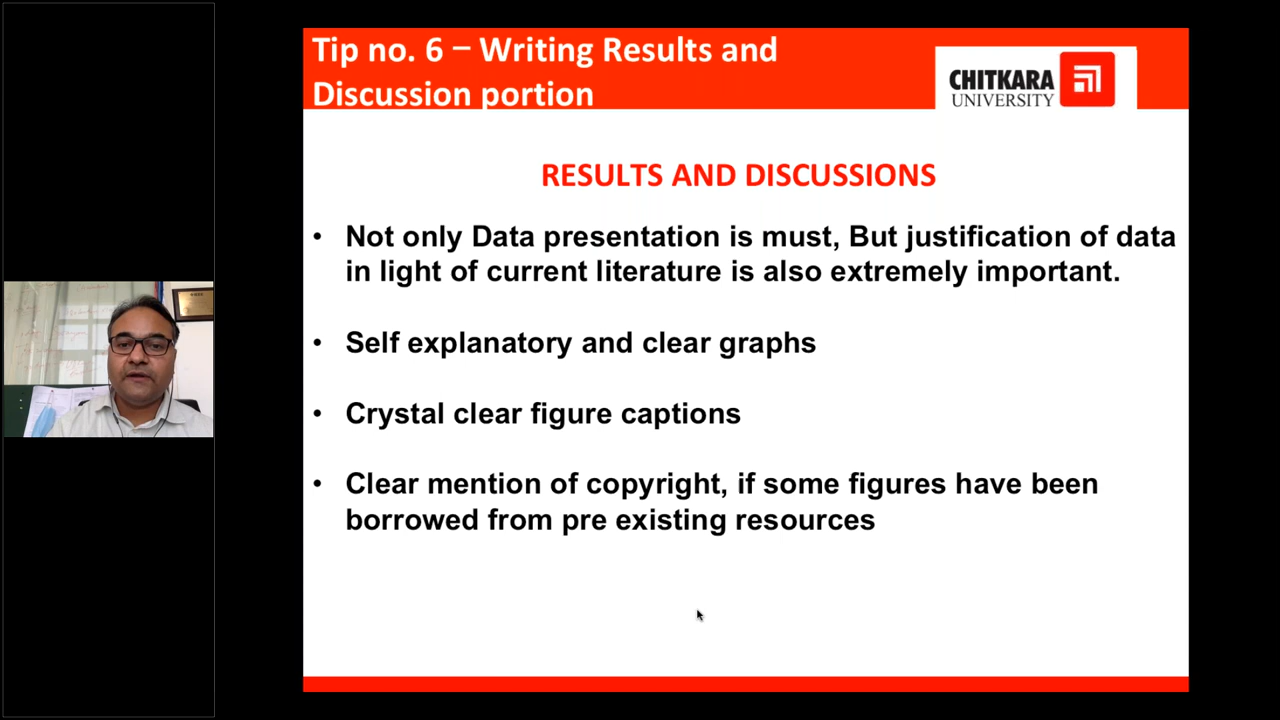 Tip no. 6 – Writing Results and
Discussion portion
CHITKARA
UNIVERSITY
RESULTS AND DISCUSSIONS
• Not only Data presentation is must, But justification of data
in light of current literature is also extremely important.
• Self explanatory and clear graphs
• Crystal clear figure captions
• Clear mention of copyright, if some figures have been
borrowed from pre existing resources